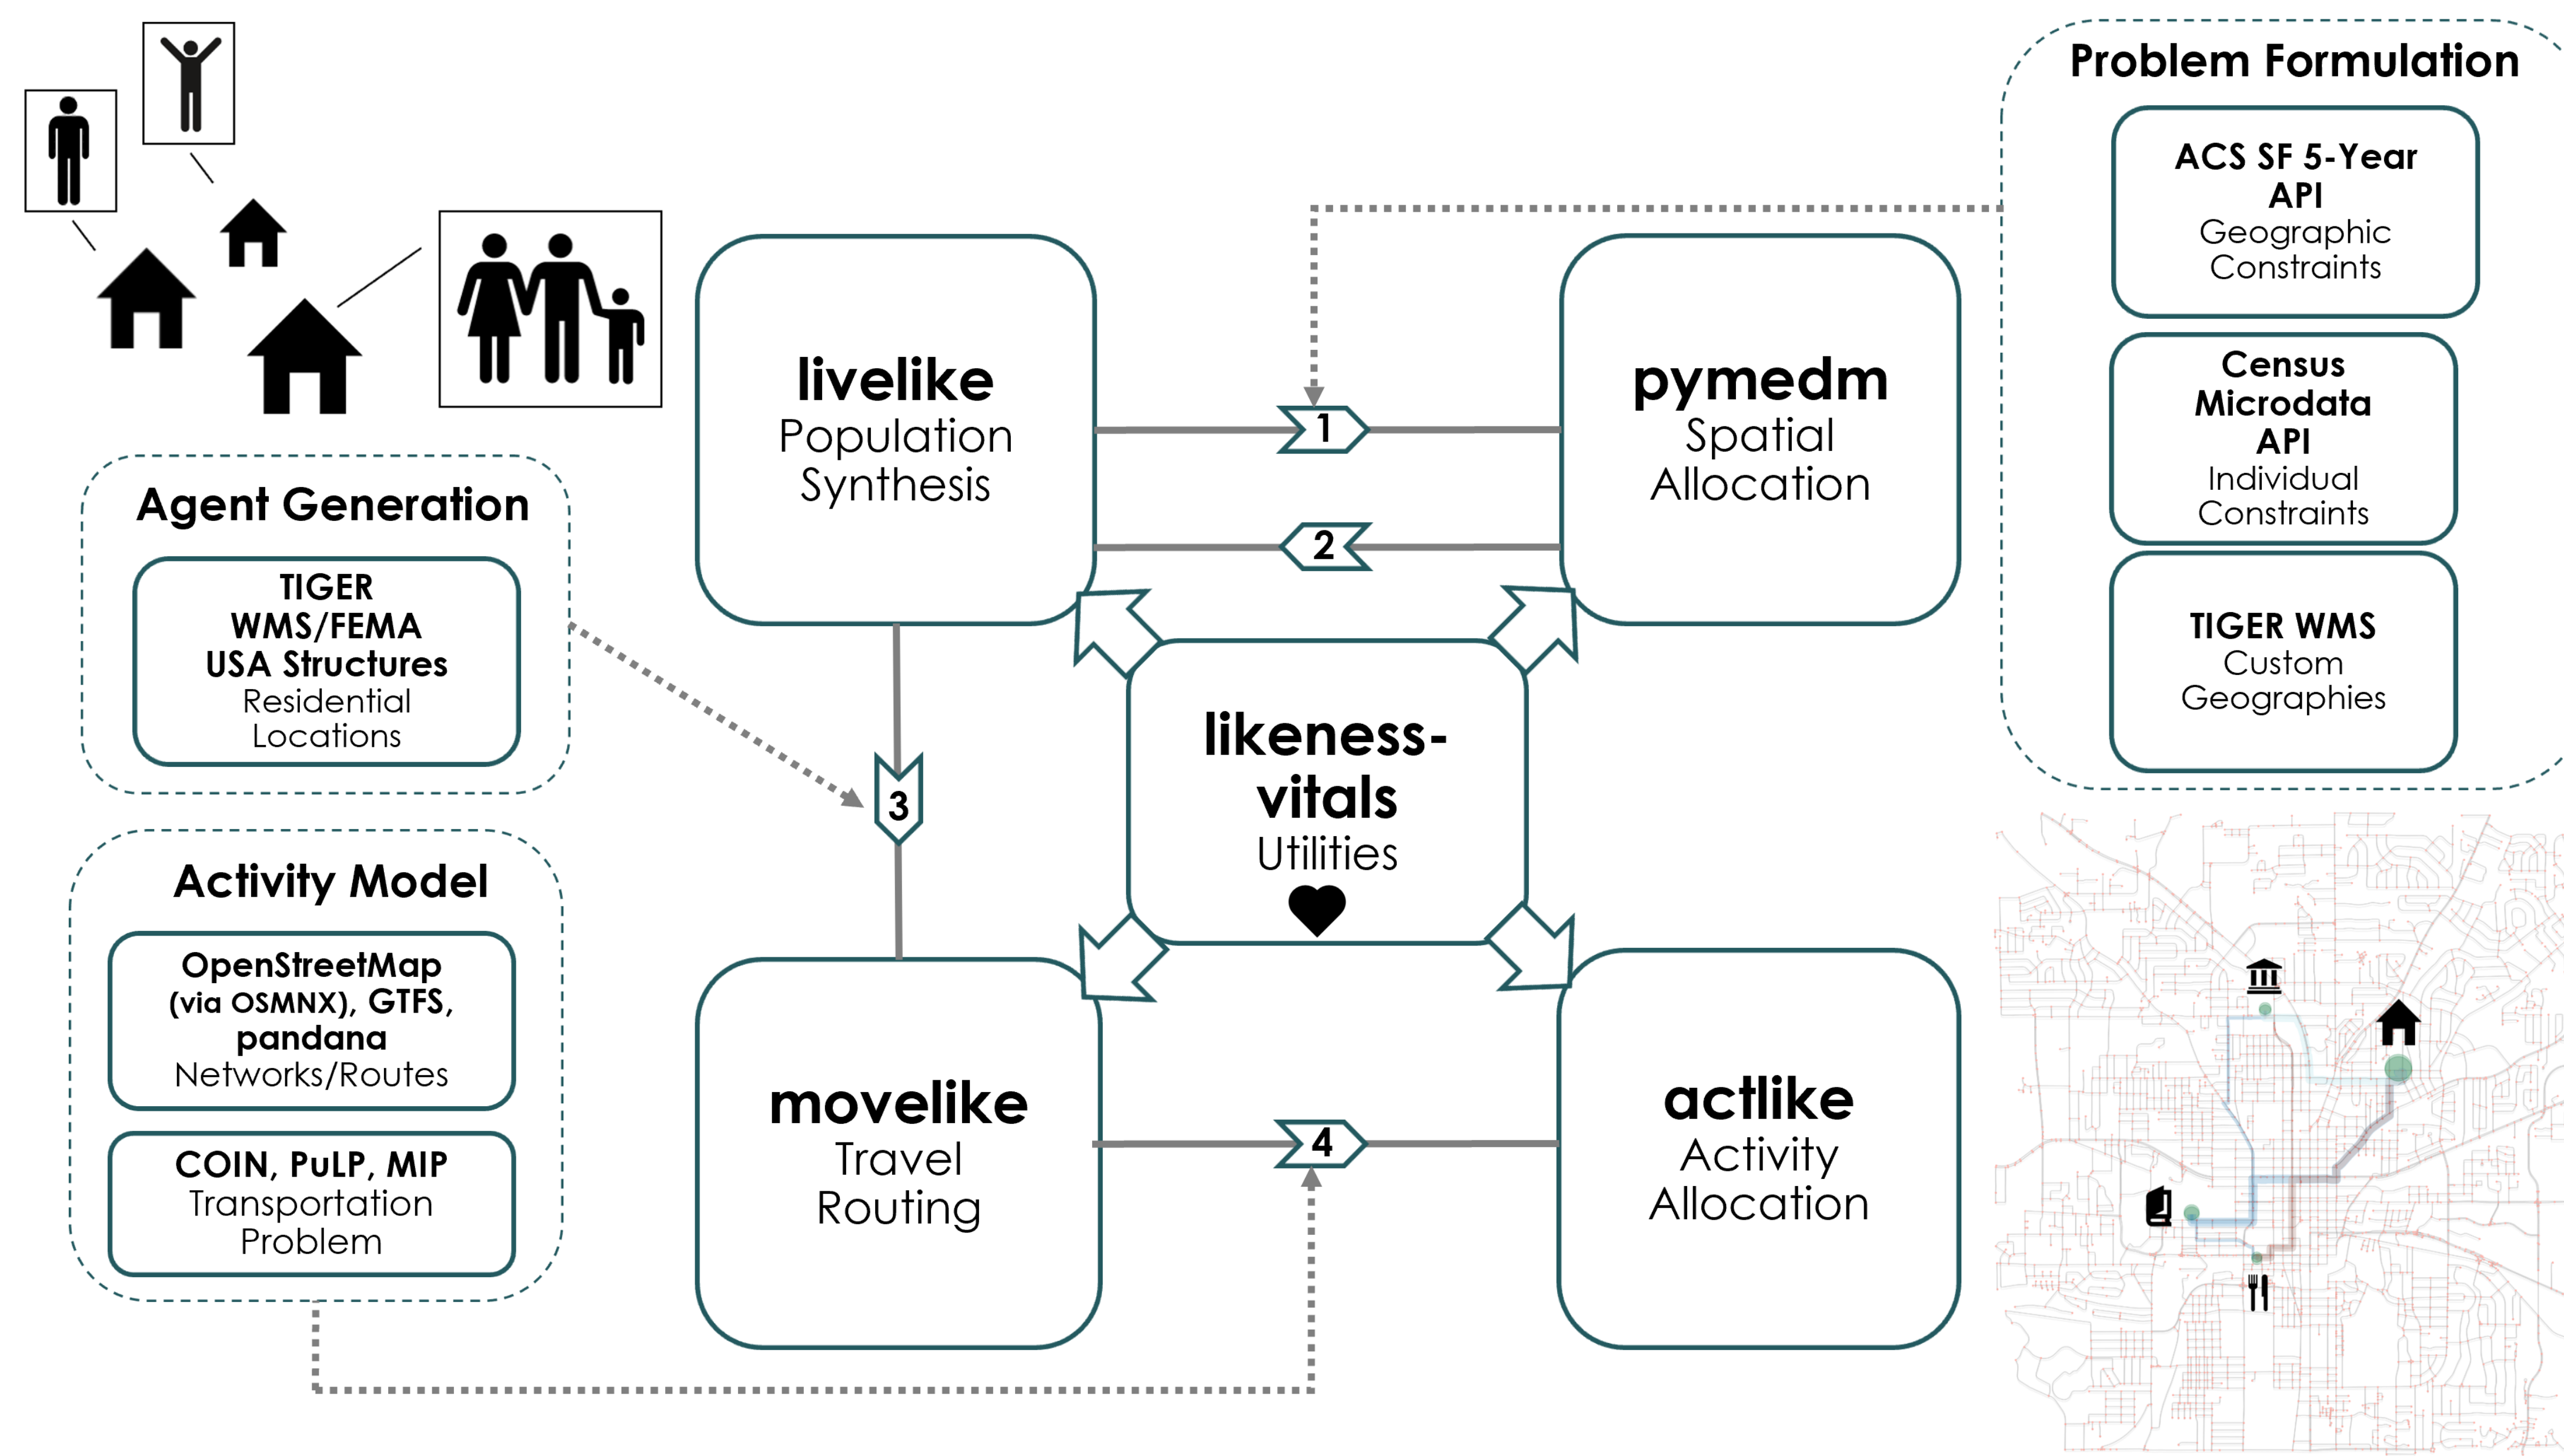 Problem Formulation
ACS SF 5-Year
API
Geographic
Constraints
Census
Microdata
API
Individual
Constraints
TIGER WMS
Custom
Geographies
livelike
Population
Synthesis
1
2
pymedm
Spatial
Allocation
Agent Generation
TIGER
WMS/FEMA
USA Structures
Residential
Locations
3
likeness-
vitals
Utilities
Activity Model
OpenStreetMap
(via OSMNX), GTFS,
pandana
Networks/Routes
COIN, PuLP, MIP
Transportation
Problem
movelike
Travel
Routing
4
actlike
Activity
Allocation